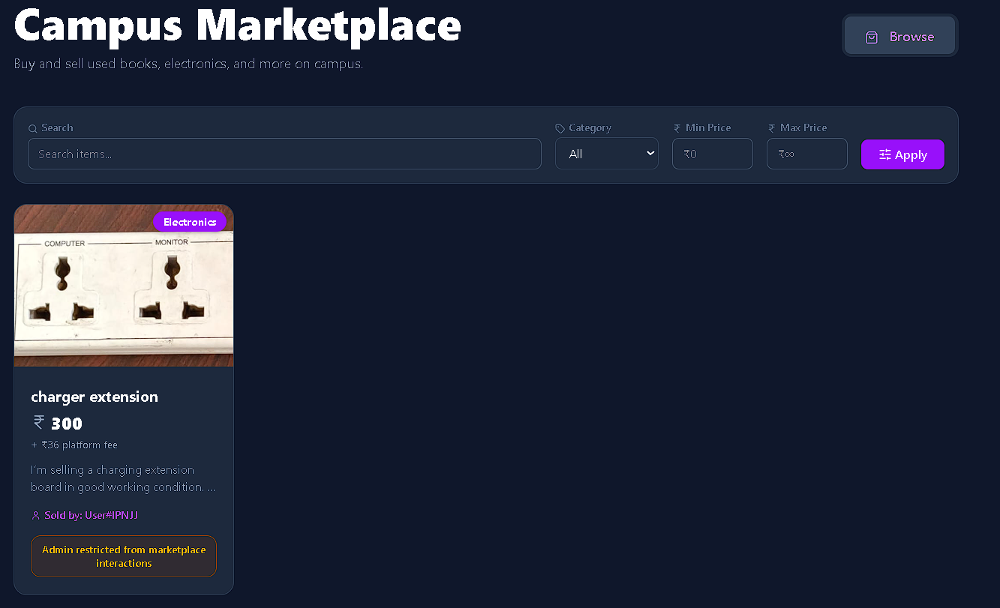 Campus Marketplace
Browse
Buy and sell used books, electronics, and more on campus.
Search
Category
₹ Min Price
₹ Max Price
Search items...
All
₹0
₹∞
Apply
Electronics
COMPUTER
MONITOR
charger extension
₹ 300
+ ₹36 platform fee
I'm selling a charging extension
board in good working condition. ...
Sold by: User#IPNJJ
Admin restricted from marketplace
interactions